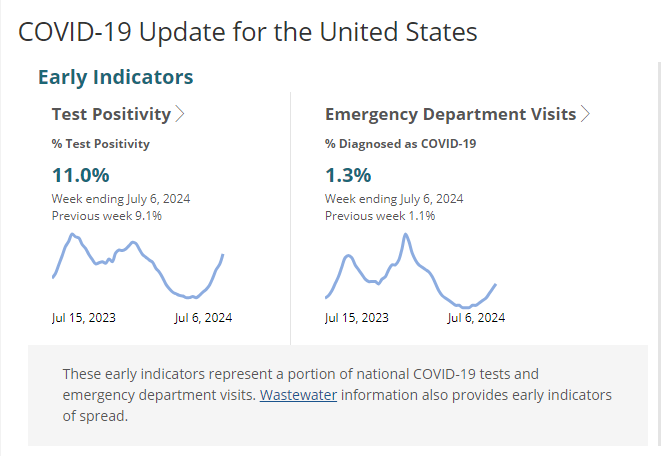 COVID-19 Update for the United States
Early Indicators
Test Positivity
% Test Positivity
11.0%
Week ending July 6, 2024
Previous week 9.1%
Jul 15, 2023 Jul 6, 2024
Emergency Department Visits
% Diagnosed as COVID-19
1.3%
Week ending July 6, 2024
Previous week 1.1%
Jul 15, 2023 Jul 6, 2024
These early indicators represent a portion of national COVID-19 tests and
emergency department visits. Wastewater information also provides early indicators
of spread.